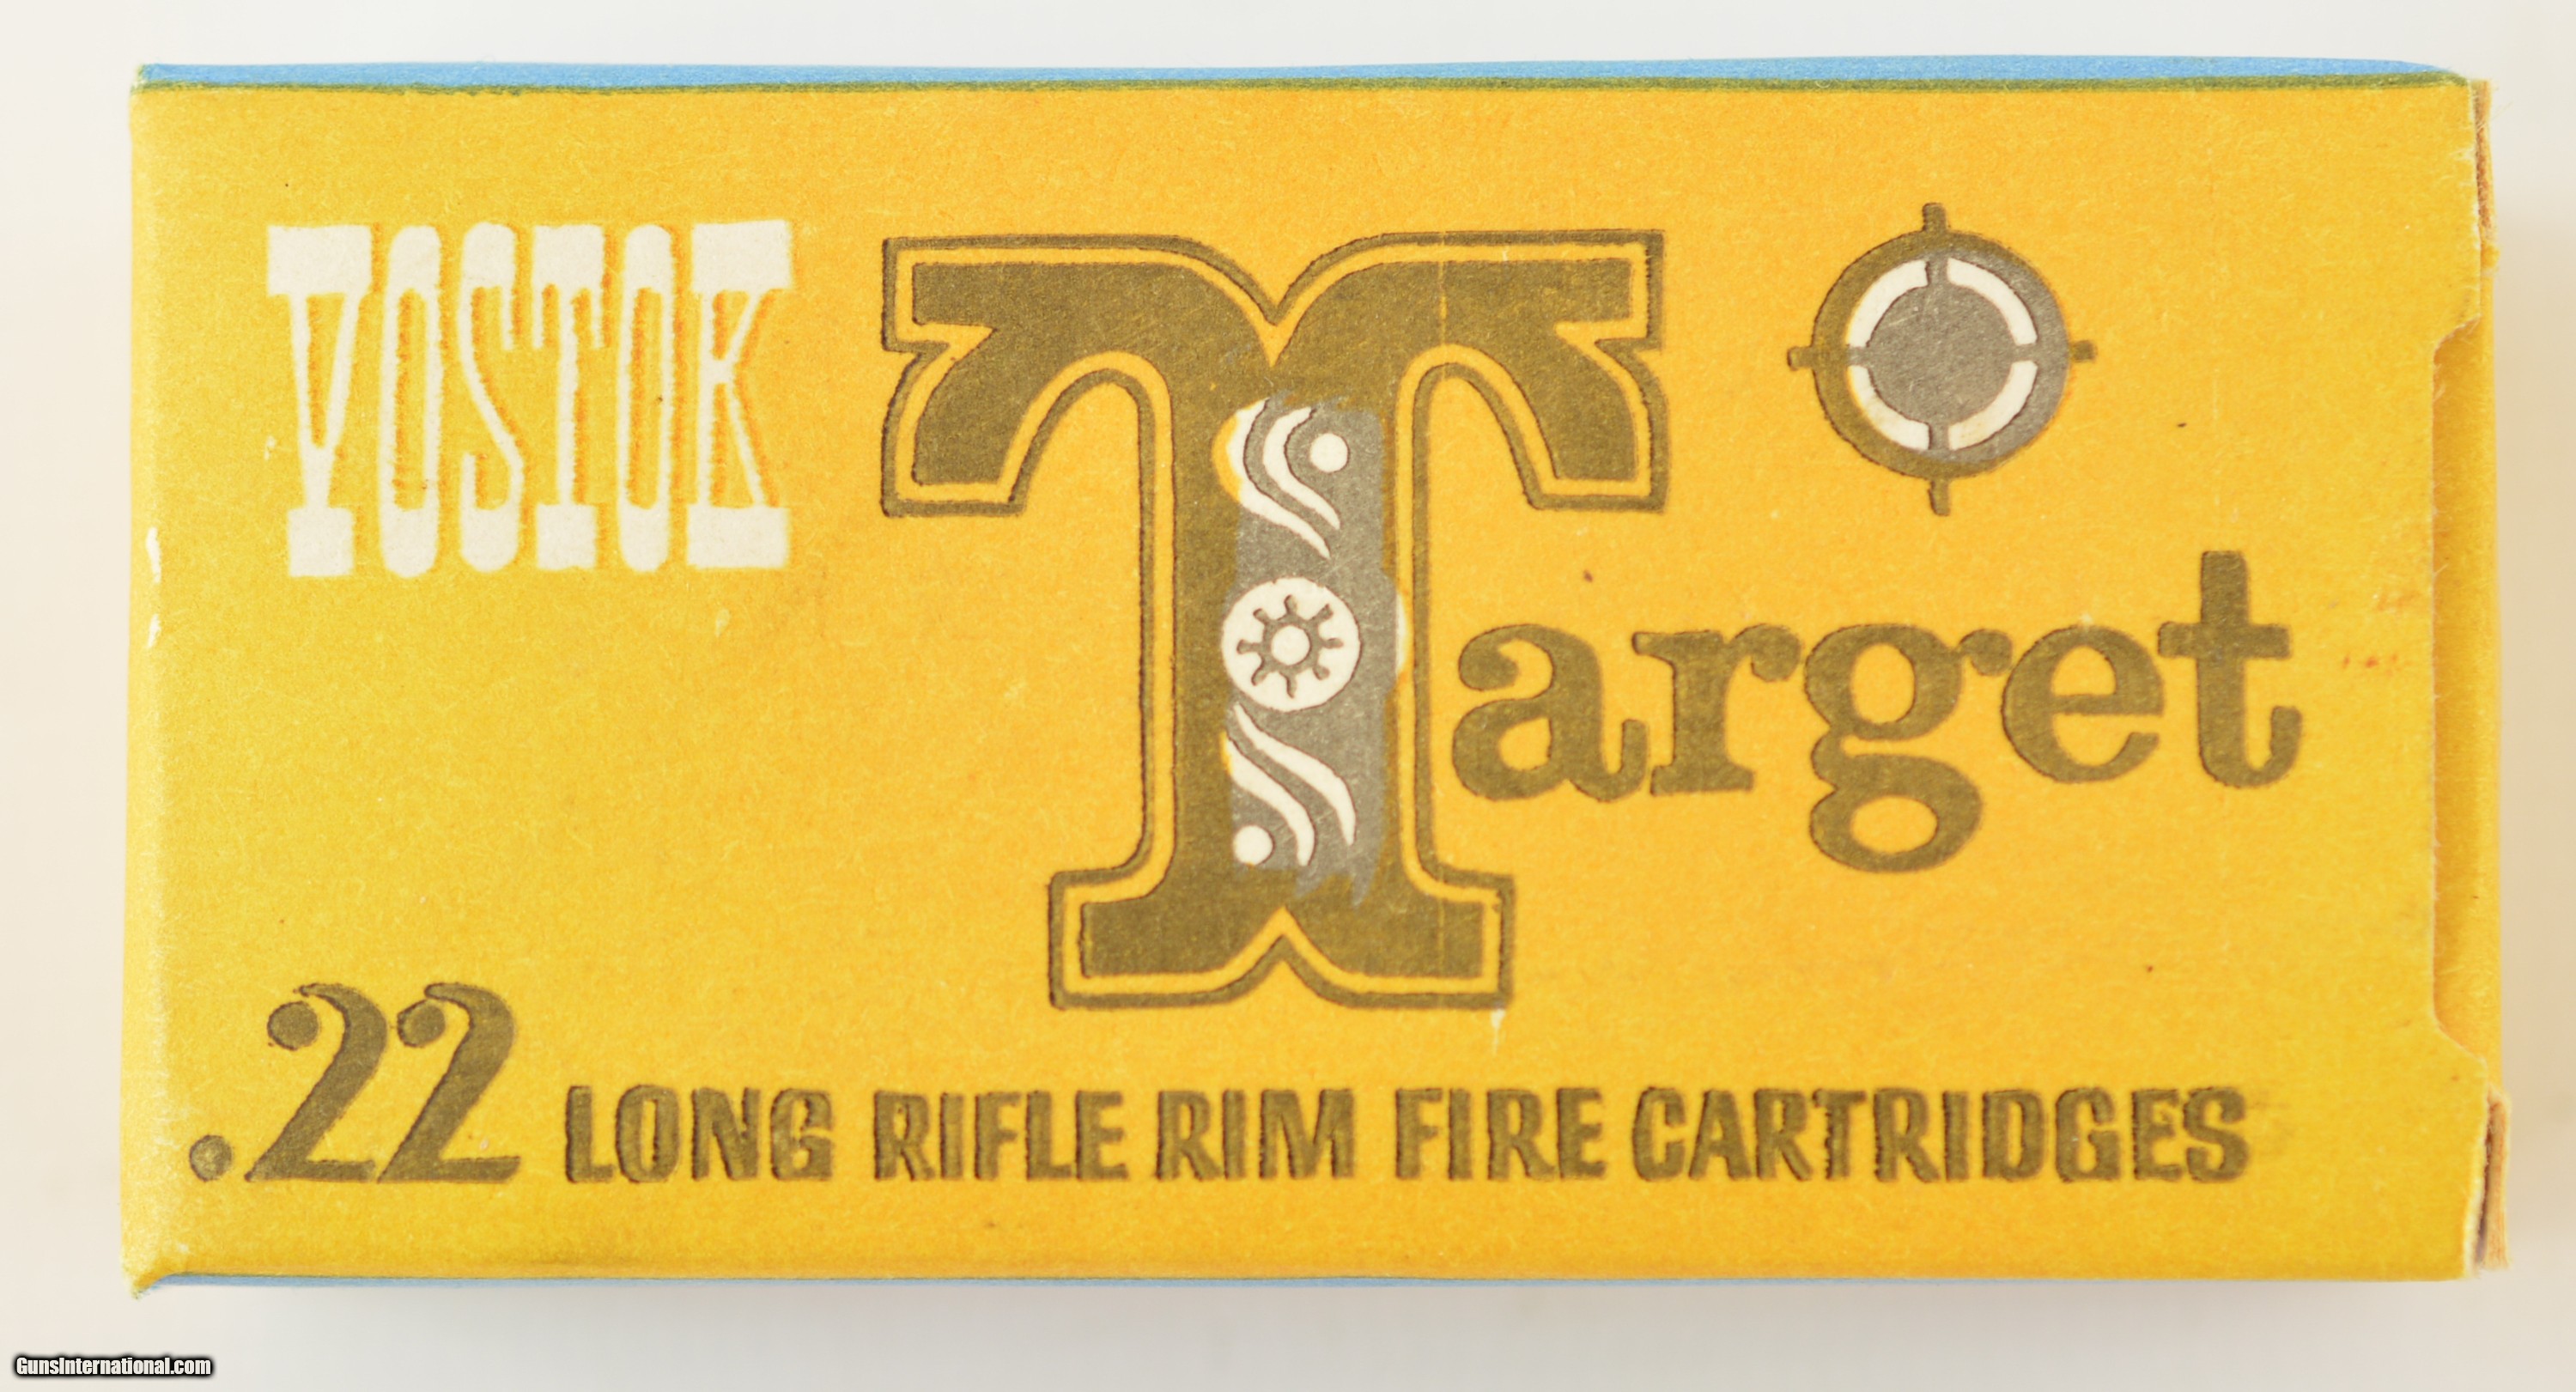 VOSTOK
Target
.22 LONG RIFLE RIM FIRE CARTRIDGES
GunsInternational.com